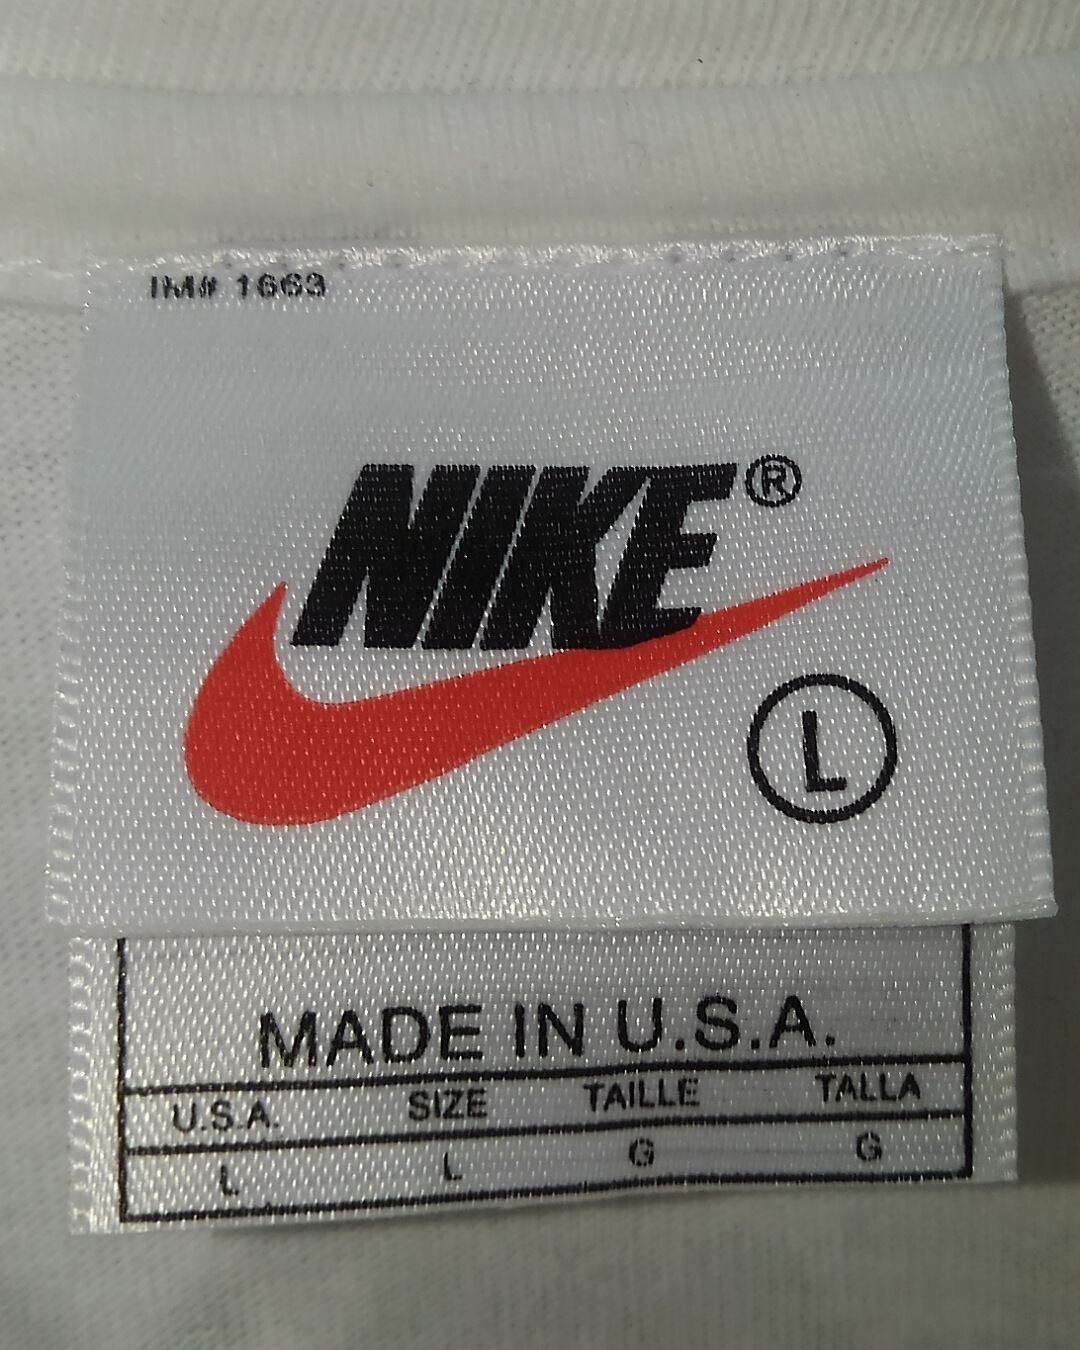 IM# 1663
NIKE®
L
MADE IN U.S.A.
U.S.A. SIZE TAILLE TALLA
L L G G